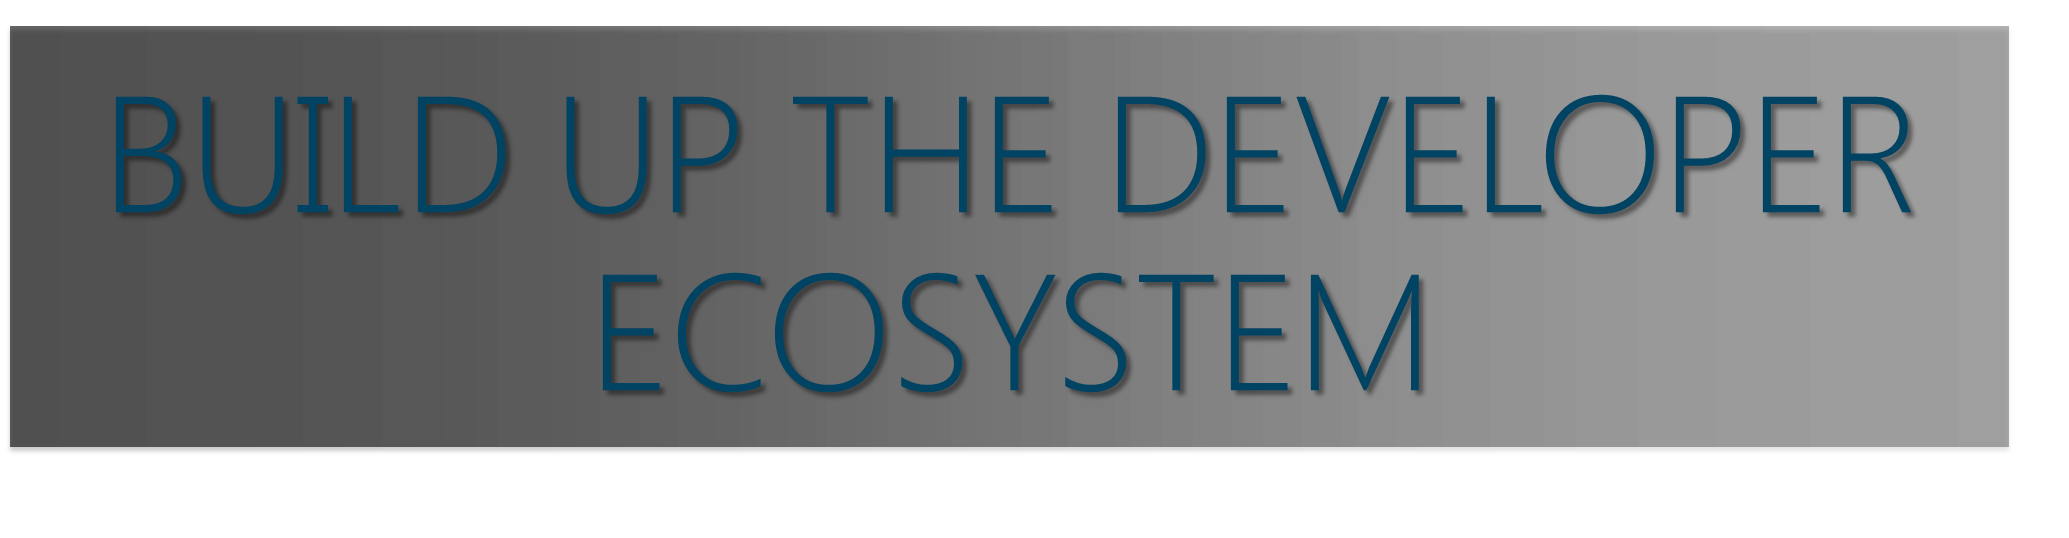 BUILD UP THE DEVELOPER
ECOSYSTEM